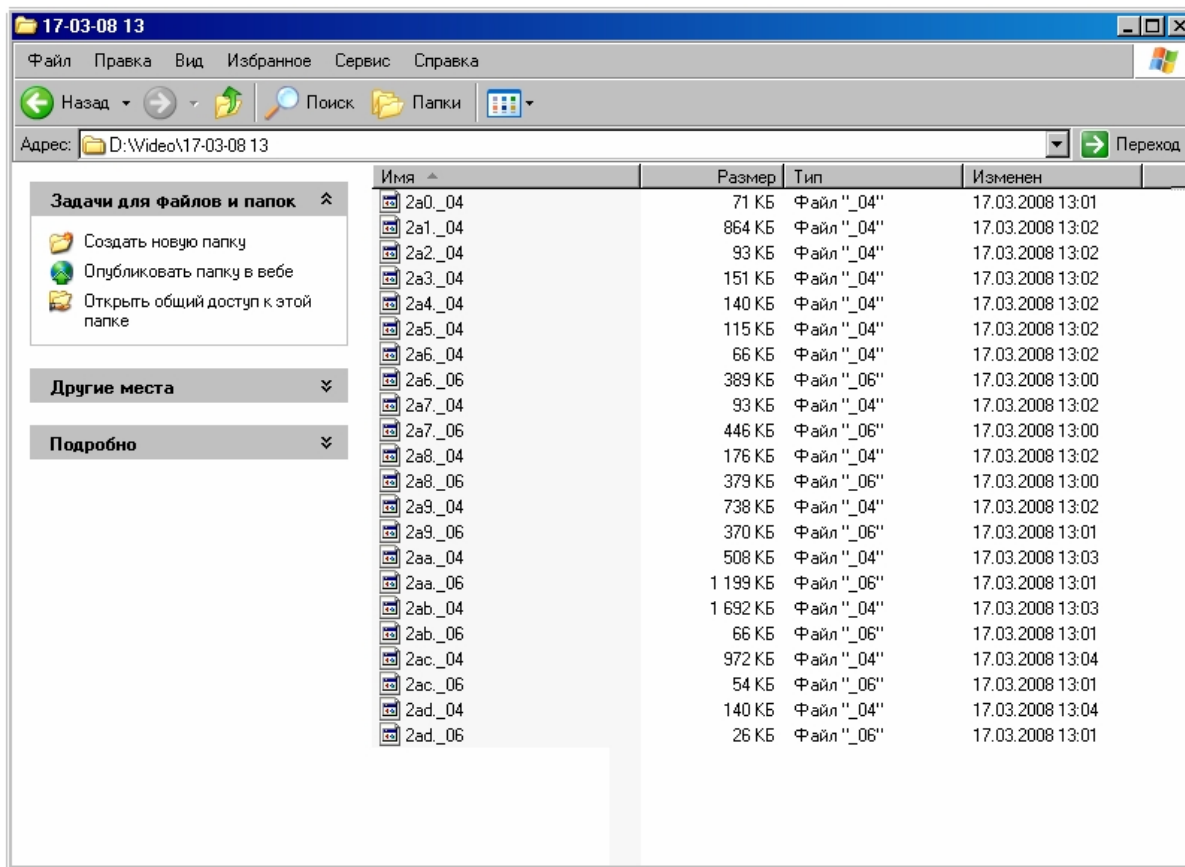 17-03-08 13
Файл Правка Вид Избранное Сервис Справка
Назад Поиск Папки
Адрес: D:\Video\17-03-08 13 Переход
Имя Размер Тип Изменен
Задачи для файлов и папок
Создать новую папку
Опубликовать папку в вебе
Открыть общий доступ к этой
папке
Другие места
Подробно
2a0._04 71 КБ Файл "_04" 17.03.2008 13:01
2a1._04 864 КБ Файл "_04" 17.03.2008 13:02
2a2._04 93 КБ Файл "_04" 17.03.2008 13:02
2a3._04 151 КБ Файл "_04" 17.03.2008 13:02
2a4._04 140 КБ Файл "_04" 17.03.2008 13:02
2a5._04 115 КБ Файл "_04" 17.03.2008 13:02
2a6._04 66 КБ Файл "_04" 17.03.2008 13:02
2a6._06 389 КБ Файл "_06" 17.03.2008 13:00
2a7._04 93 КБ Файл "_04" 17.03.2008 13:02
2a7._06 446 КБ Файл "_06" 17.03.2008 13:00
2a8._04 176 КБ Файл "_04" 17.03.2008 13:02
2a8._06 379 КБ Файл "_06" 17.03.2008 13:00
2a9._04 738 КБ Файл "_04" 17.03.2008 13:02
2a9._06 370 КБ Файл "_06" 17.03.2008 13:01
2aa._04 508 КБ Файл "_04" 17.03.2008 13:03
2aa._06 1 199 КБ Файл "_06" 17.03.2008 13:01
2ab._04 1 692 КБ Файл "_04" 17.03.2008 13:03
2ab._06 66 КБ Файл "_06" 17.03.2008 13:01
2ac._04 972 КБ Файл "_04" 17.03.2008 13:04
2ac._06 54 КБ Файл "_06" 17.03.2008 13:01
2ad._04 140 КБ Файл "_04" 17.03.2008 13:04
2ad._06 26 КБ Файл "_06" 17.03.2008 13:01